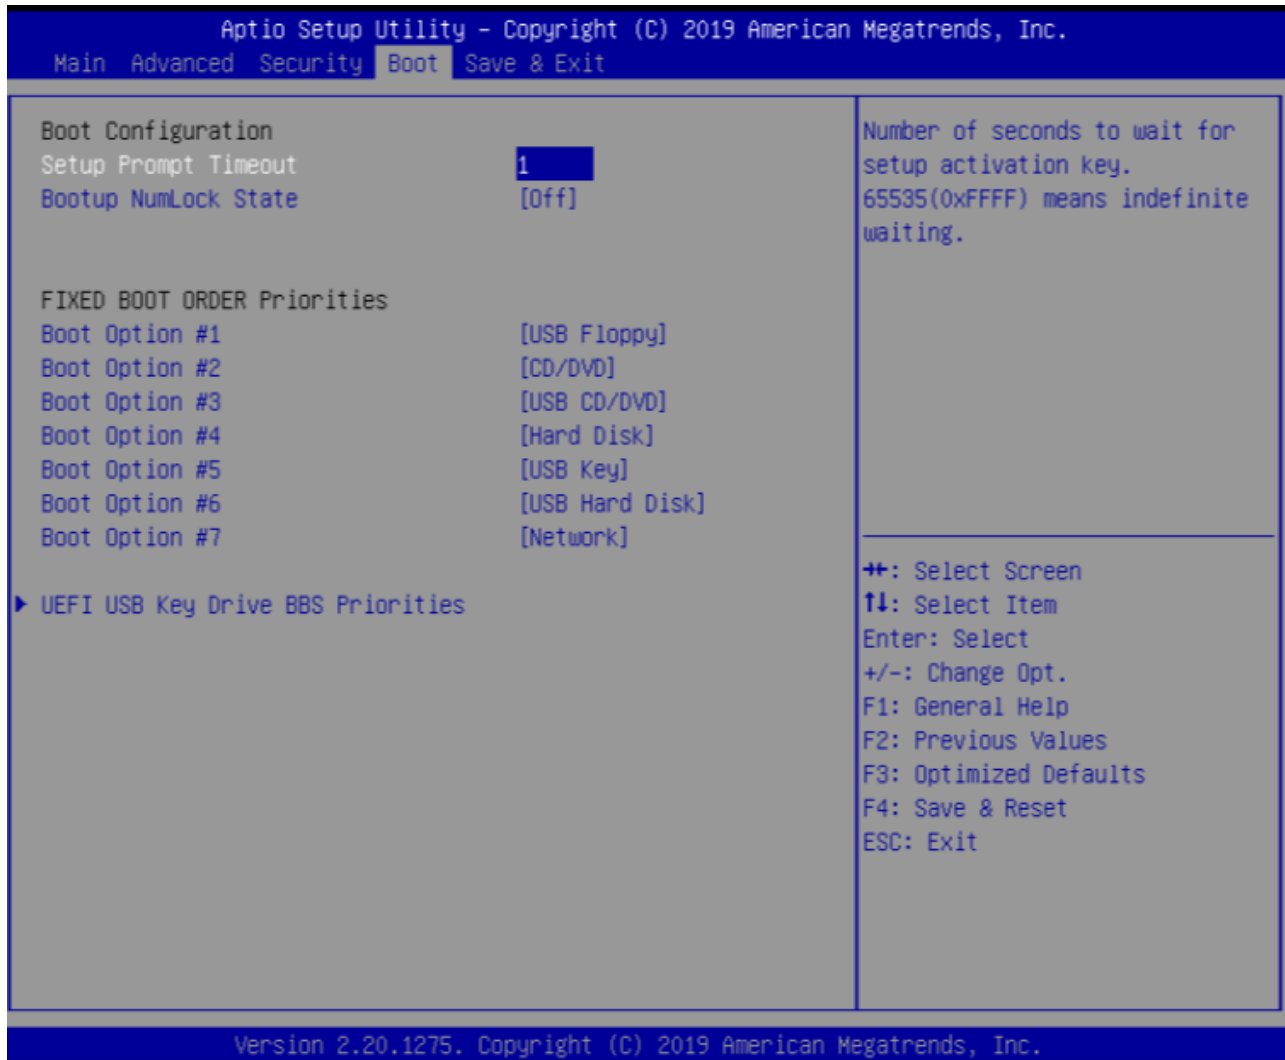 Aptio Setup Utility - Copyright (C) 2019 American Megatrends, Inc.
Main Advanced Security Boot Save & Exit
Boot Configuration
Setup Prompt Timeout 1
Bootup NumLock State [Off]
FIXED BOOT ORDER Priorities
Boot Option #1 [USB Floppy]
Boot Option #2 [CD/DVD]
Boot Option #3 [USB CD/DVD]
Boot Option #4 [Hard Disk]
Boot Option #5 [USB Key]
Boot Option #6 [USB Hard Disk]
Boot Option #7 [Network]
UEFI USB Key Drive BBS Priorities
Number of seconds to wait for
setup activation key.
65535(0xFFFF) means indefinite
waiting.
→←: Select Screen
↑↓: Select Item
Enter: Select
+/-: Change Opt.
F1: General Help
F2: Previous Values
F3: Optimized Defaults
F4: Save & Reset
ESC: Exit
Version 2.20.1275. Copyright (C) 2019 American Megatrends, Inc.